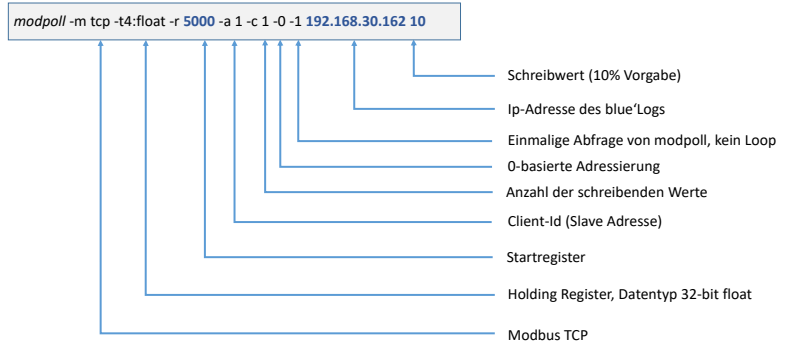 modpoll -m tcp -t4:float -r 5000 -a 1 -c 1 -0 -1 192.168.30.162 10
Schreibwert (10% Vorgabe)
Ip-Adresse des blue‘Logs
Einmalige Abfrage von modpoll, kein Loop
0-basierte Adressierung
Anzahl der schreibenden Werte
Client-Id (Slave Adresse)
Startregister
Holding Register, Datentyp 32-bit float
Modbus TCP